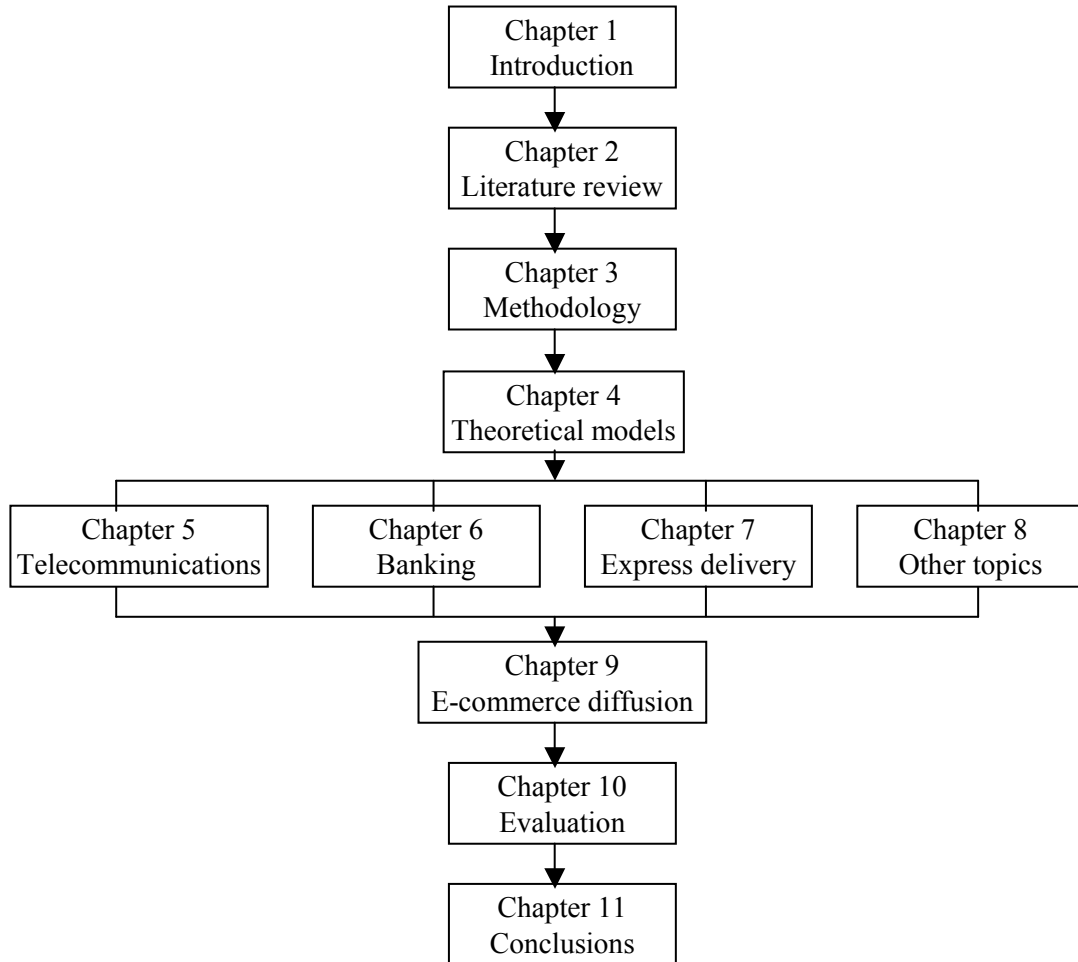 Chapter 1
Introduction
Chapter 2
Literature review
Chapter 3
Methodology
Chapter 4
Theoretical models
Chapter 5
Telecommunications
Chapter 6
Banking
Chapter 7
Express delivery
Chapter 8
Other topics
Chapter 9
E-commerce diffusion
Chapter 10
Evaluation
Chapter 11
Conclusions